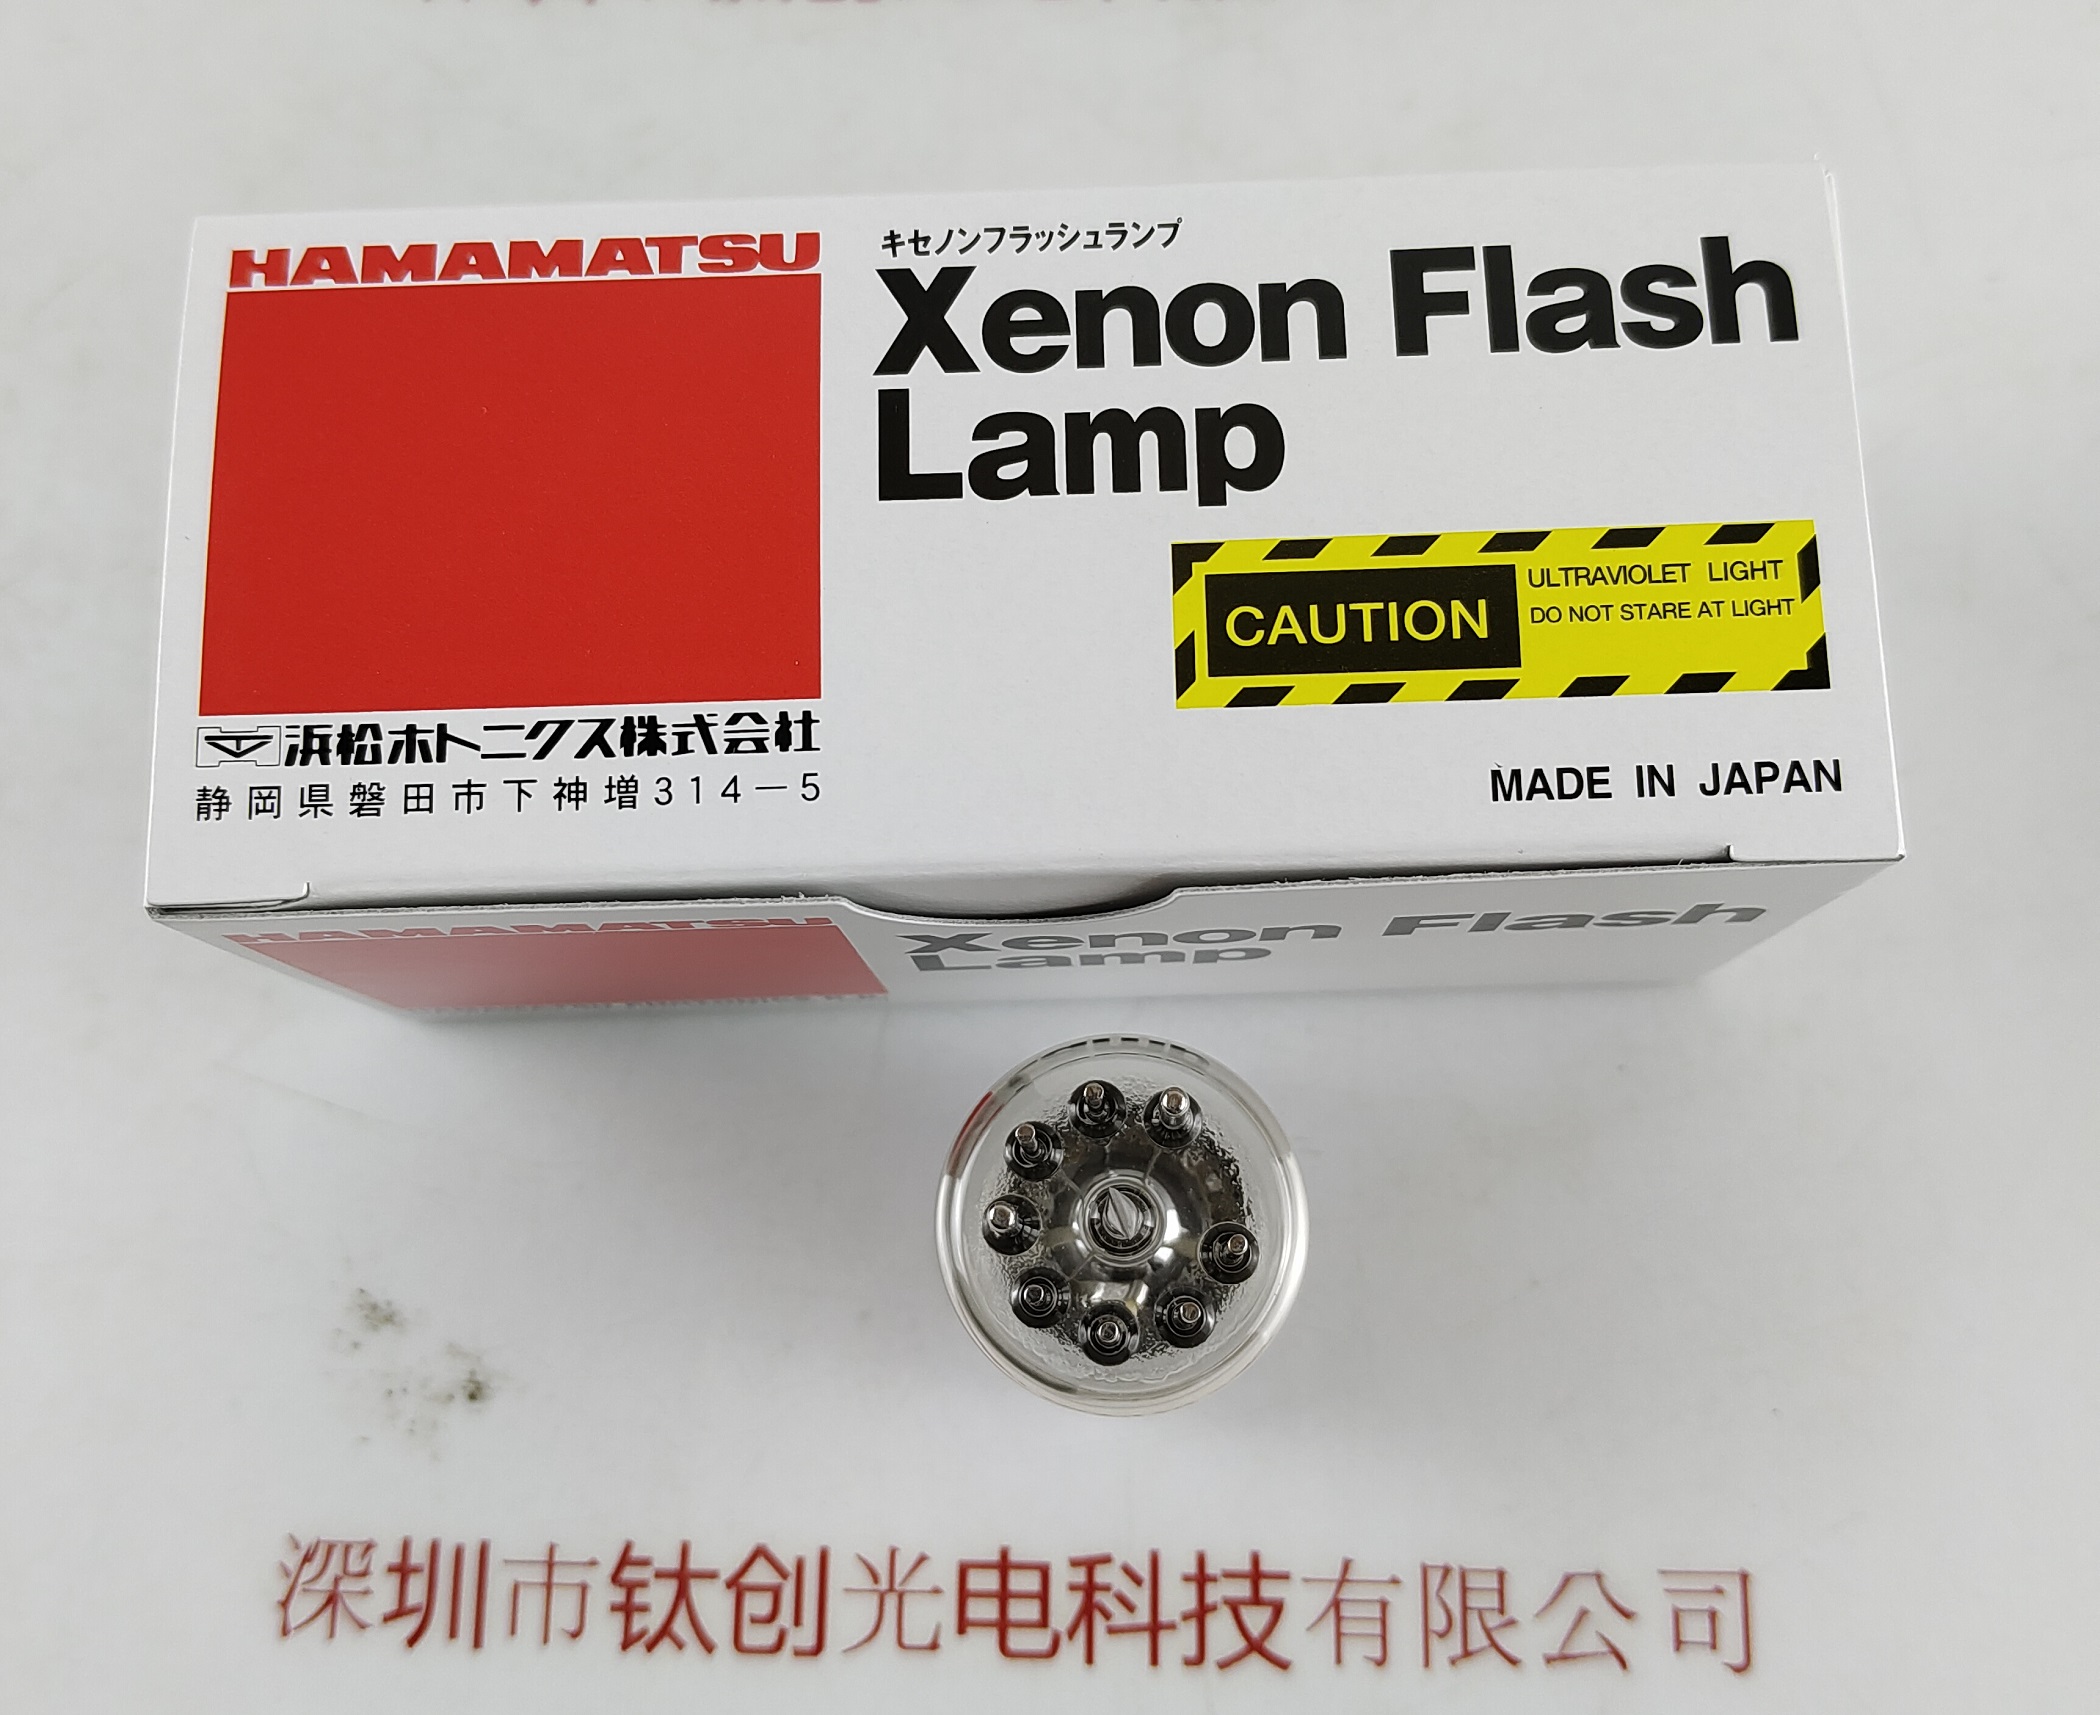 HAMAMATSU
キセノンフラッシュランプ
Xenon Flash
Lamp
CAUTION
ULTRAVIOLET LIGHT
DO NOT STARE AT LIGHT
浜松ホトニクス株式会社
静岡県磐田市下神増314-5
MADE IN JAPAN
HAMAMATSU
Xenon Flash
Lamp
深圳市钛创光电科技有限公司